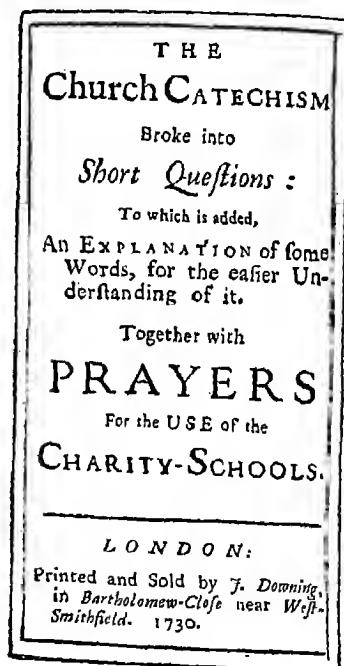 THE
Church CATECHISM
Broke into
Short Queſtions :
To which is added,
An EXPLANATION of ſome
Words, for the eaſier Un-
derſtanding of it.
Together with
PRAYERS
For the USE of the
CHARITY-SCHOOLS.
LONDON:
Printed and Sold by J. Downing,
in Bartholomew-Cloſe near Weſt-
Smithfield. 1730.